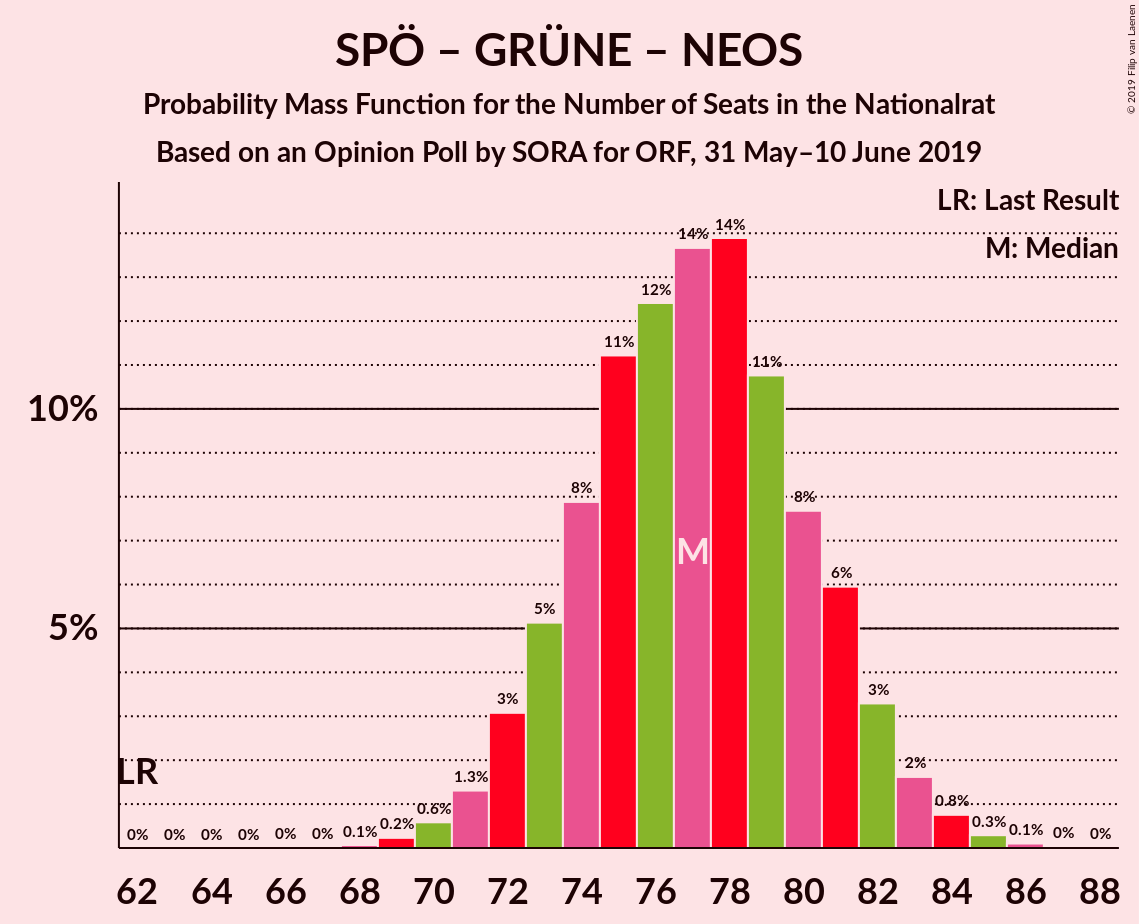 © 2019 Filip van Laenen
SPÖ – GRÜNE – NEOS
Probability Mass Function for the Number of Seats in the Nationalrat
Based on an Opinion Poll by SORA for ORF, 31 May–10 June 2019
LR: Last Result
M: Median
10%
5%
LR
M
0% 0% 0% 0% 0% 0% 0.1% 0.2% 0.6% 1.3% 3% 5% 8% 11% 12% 14% 14% 11% 8% 6% 3% 2% 0.8% 0.3% 0.1% 0% 0%
62 64 66 68 70 72 74 76 78 80 82 84 86 88